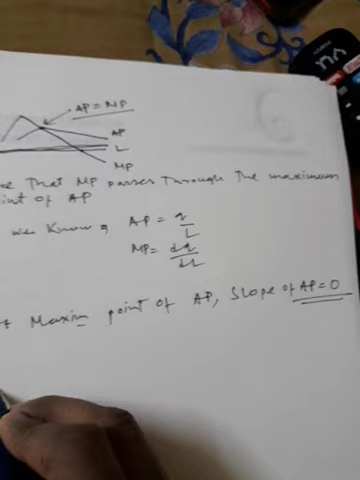 AP = MP
AP
L
MP
that MP passes through the maximum
of AP
we know, AP = q/L
MP = dq/dL
Maxim point of AP, Slope of AP = 0